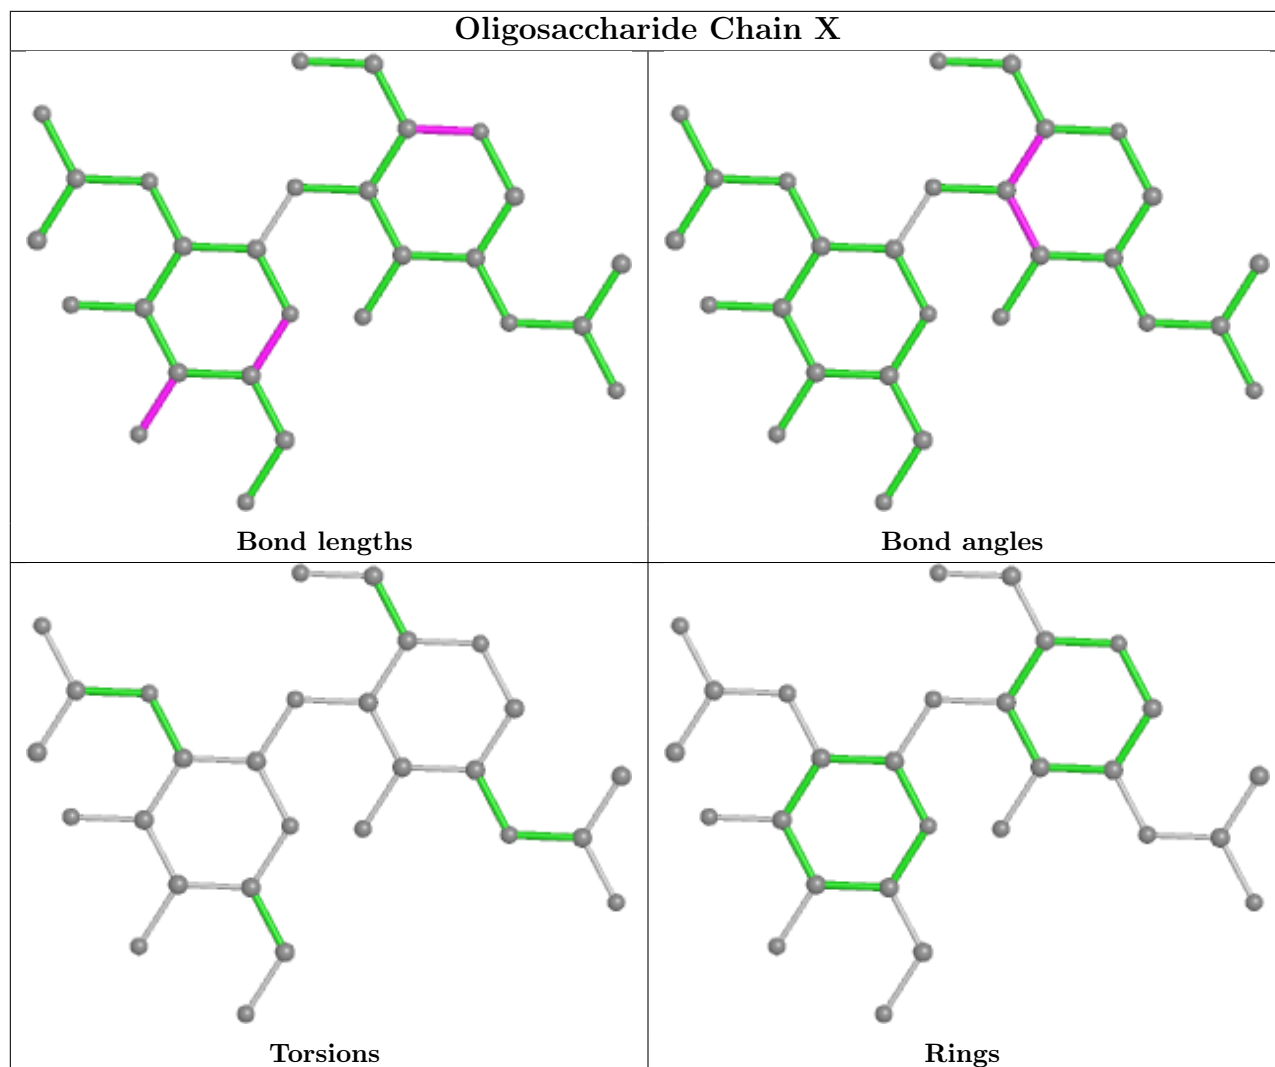 Oligosaccharide Chain X
Bond lengths
Bond angles
Torsions
Rings